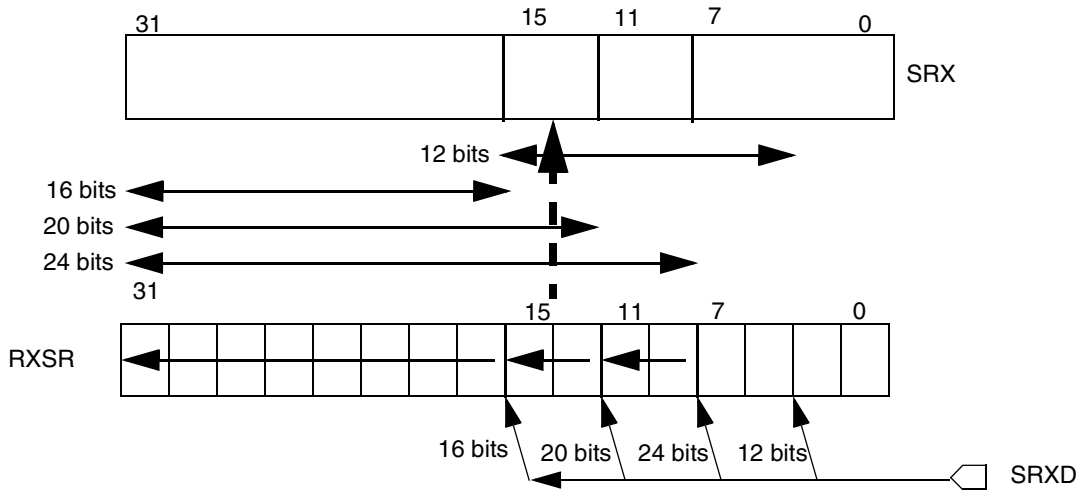 31 15 11 7 0
SRX
12 bits
16 bits
20 bits
24 bits
31
15 11 7 0
RXSR
16 bits 20 bits 24 bits 12 bits
SRXD